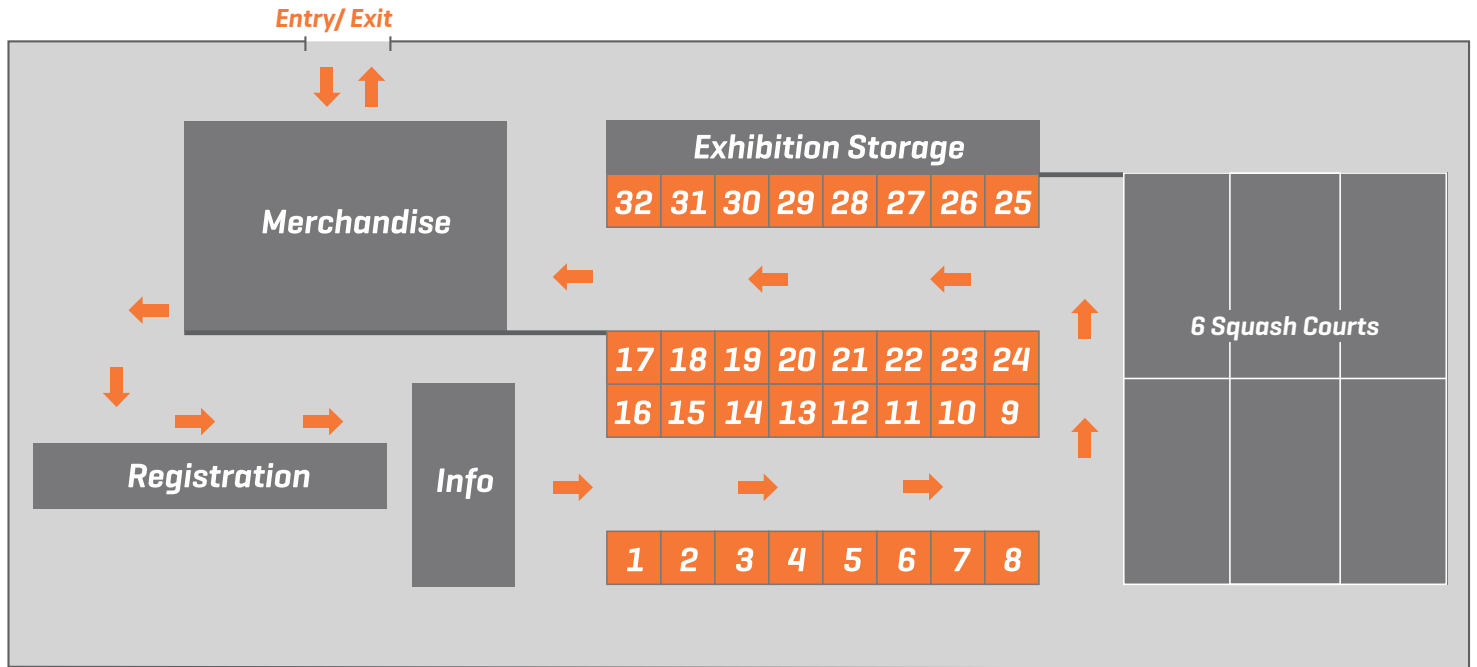 Entry/ Exit
Exhibition Storage
32 31 30 29 28 27 26 25
Merchandise
6 Squash Courts
17 18 19 20 21 22 23 24
16 15 14 13 12 11 10 9
Registration
Info
1 2 3 4 5 6 7 8